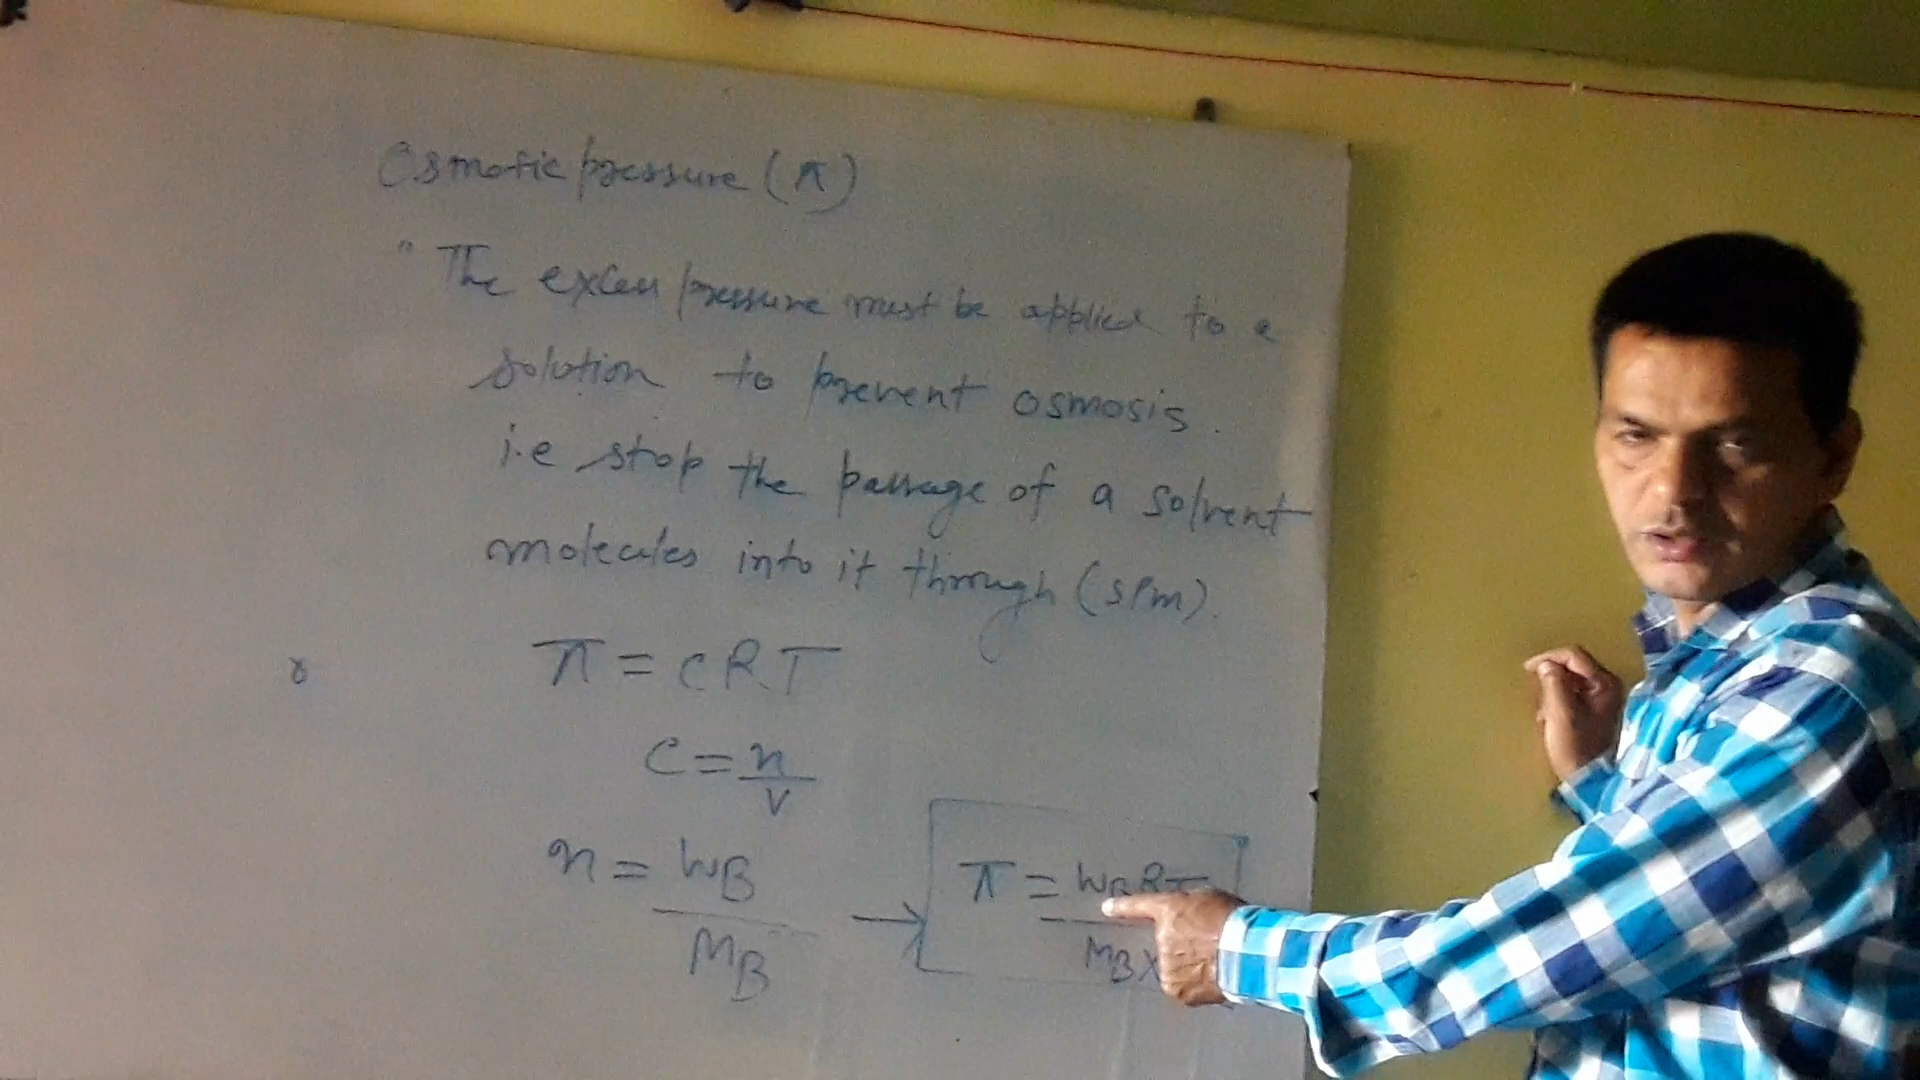 Osmotic pressure (π)
" The excess pressure must be applied to a
solution to prevent osmosis.
i.e stop the passage of a solvent
molecules into it through (SPM).
π = CRT
C = n/V
n = WB/MB → π = WBRT/MBX